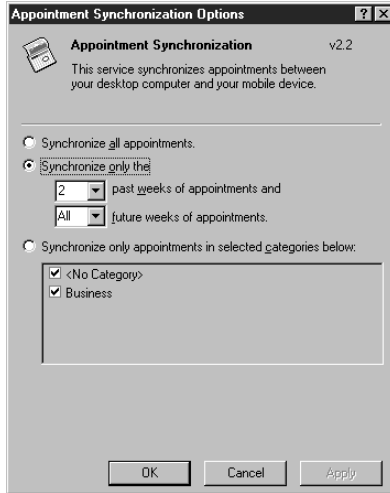 Appointment Synchronization Options
Appointment Synchronization v2.2
This service synchronizes appointments between
your desktop computer and your mobile device.
Synchronize all appointments.
Synchronize only the
2 past weeks of appointments and
All future weeks of appointments.
Synchronize only appointments in selected categories below:
<No Category>
Business
OK Cancel Apply